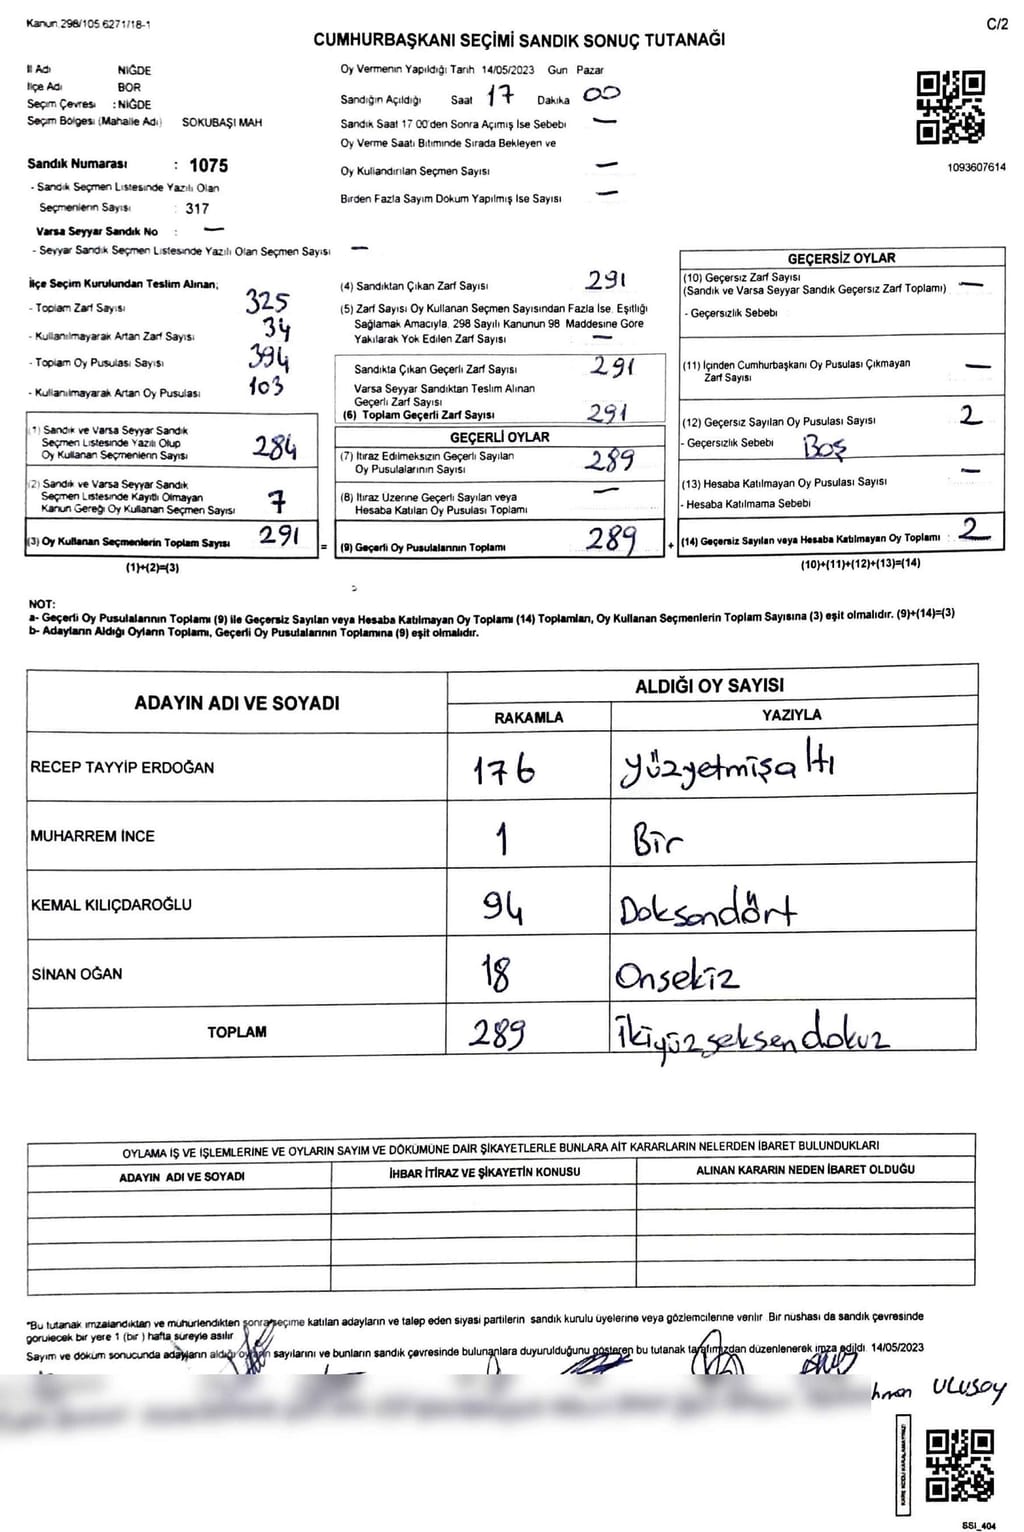 Kanun.298/105 6271/18-1
C/2
CUMHURBAŞKANI SEÇİMİ SANDIK SONUÇ TUTANAĞI
İl Adı NİĞDE
İlçe Adı BOR
Seçim Çevresi : NİĞDE
Seçim Bölgesi (Mahalle Adı) SOKUBAŞI MAH
Sandık Numarası : 1075
- Sandık Seçmen Listesinde Yazılı Olan
Seçmenlerin Sayısı : 317
Varsa Seyyar Sandık No : —
- Seyyar Sandık Seçmen Listesinde Yazılı Olan Seçmen Sayısı —
Oy Vermenin Yapıldığı Tarih 14/05/2023 Gun Pazar
Sandığın Açıldığı Saat 17 Dakika 00
Sandık Saat 17 00'den Sonra Açımış İse Sebebi —
Oy Verme Saati Bitiminde Sırada Bekleyen ve
Oy Kullandırılan Seçmen Sayısı —
Birden Fazla Sayım Dokum Yapılmış İse Sayısı —
1093607614
İlçe Seçim Kurulundan Teslim Alınan;
- Toplam Zarf Sayısı 325
- Kullanılmayarak Artan Zarf Sayısı 34
- Toplam Oy Pusulası Sayısı 394
- Kullanılmayarak Artan Oy Pusulası 103
(1) Sandık ve Varsa Seyyar Sandık
Seçmen Listesinde Yazılı Olup
Oy Kullanan Seçmenlerin Sayısı 284
(2) Sandık ve Varsa Seyyar Sandık
Seçmen Listesinde Kayıtlı Olmayan
Kanun Gereği Oy Kullanan Seçmen Sayısı 7
(3) Oy Kullanan Seçmenlerin Toplam Sayısı 291 =
(1)+(2)=(3)
(4) Sandıktan Çıkan Zarf Sayısı 291
(5) Zarf Sayısı Oy Kullanan Seçmen Sayısından Fazla İse, Eşitliği
Sağlamak Amacıyla, 298 Sayılı Kanunun 98 Maddesine Göre
Yakılarak Yok Edilen Zarf Sayısı —
Sandıkta Çıkan Geçerli Zarf Sayısı 291
Varsa Seyyar Sandıktan Teslim Alınan
Geçerli Zarf Sayısı
(6) Toplam Geçerli Zarf Sayısı 291
GEÇERLİ OYLAR
(7) İtiraz Edilmeksizin Geçerli Sayılan
Oy Pusulalarının Sayısı 289
(8) İtiraz Uzerine Geçerli Sayılan veya
Hesaba Katılan Oy Pusulası Toplamı —
(9) Geçerli Oy Pusulalarının Toplamı 289 +
GEÇERSİZ OYLAR
(10) Geçersız Zarf Sayısı
(Sandık ve Varsa Seyyar Sandık Geçersiz Zarf Toplamı) —
- Geçersızlık Sebebi
(11) İçınden Cumhurbaşkanı Oy Pusulası Çıkmayan
Zarf Sayısı —
(12) Geçersiz Sayılan Oy Pusulası Sayısı 2
- Geçersızlık Sebebi Boş
(13) Hesaba Katılmayan Oy Pusulası Sayısı —
- Hesaba Katılmama Sebebi
(14) Geçersiz Sayılan veya Hesaba Katılmayan Oy Toplamı : 2
(10)+(11)+(12)+(13)=(14)
NOT:
a- Geçerli Oy Pusulalarının Toplamı (9) ile Geçersiz Sayılan veya Hesaba Katılmayan Oy Toplamı (14) Toplamları, Oy Kullanan Seçmenlerin Toplam Sayısına (3) eşit olmalıdır. (9)+(14)=(3)
b- Adayların Aldığı Oyların Toplamı, Geçerli Oy Pusulalarının Toplamına (9) eşit olmalıdır.
ADAYIN ADI VE SOYADI ALDIĞI OY SAYISI
RAKAMLA YAZIYLA
RECEP TAYYİP ERDOĞAN 176 yüzyetmişaltı
MUHARREM İNCE 1 Bir
KEMAL KILIÇDAROĞLU 94 Doksandört
SİNAN OĞAN 18 Onsekiz
TOPLAM 289 ikiyüzseksendokuz
OYLAMA İŞ VE İŞLEMLERİNE VE OYLARIN SAYIM VE DÖKÜMÜNE DAİR ŞİKAYETLERLE BUNLARA AİT KARARLARIN NELERDEN İBARET BULUNDUKLARI
ADAYIN ADI VE SOYADI İHBAR İTİRAZ VE ŞİKAYETİN KONUSU ALINAN KARARIN NEDEN İBARET OLDUĞU
*Bu tutanak imzalandıktan ve mühürlendikten sonra seçime katılan adayların ve talep eden siyasi partilerin sandık kurulu üyelerine veya gözlemcilerine verilir Bir nüshası da sandık çevresinde
görülecek bir yere 1 (bir) hafta süreyle asılır
Sayım ve döküm sonucunda adayların aldığı oyların sayılarını ve bunların sandık çevresinde bulunanlara duyurulduğunu gösteren bu tutanak tarafımızdan düzenlenerek imza edildi. 14/05/2023
ULUSOY
KARE KODU KARALAMAYINIZ!
SSI_404